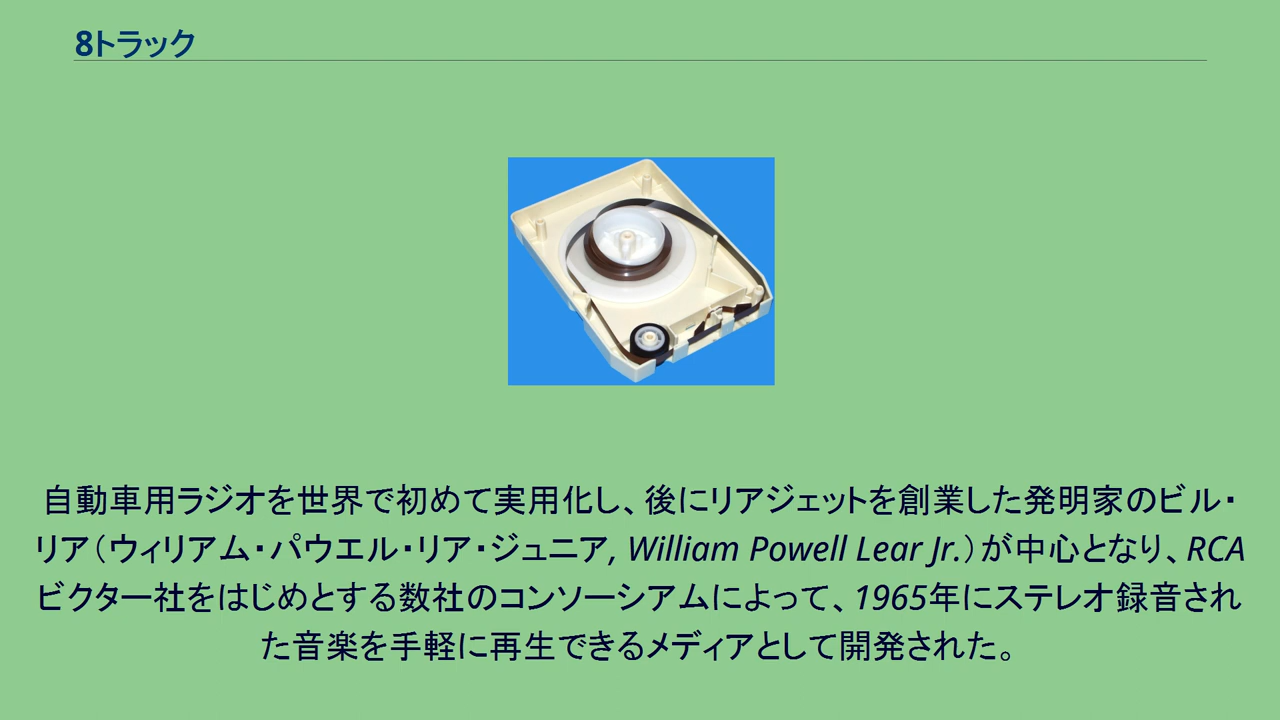 8トラック
自動車用ラジオを世界で初めて実用化し、後にリアジェットを創業した発明家のビル・
リア（ウィリアム・パウエル・リア・ジュニア, William Powell Lear Jr.）が中心となり、RCA
ビクター社をはじめとする数社のコンソーシアムによって、1965年にステレオ録音され
た音楽を手軽に再生できるメディアとして開発された。